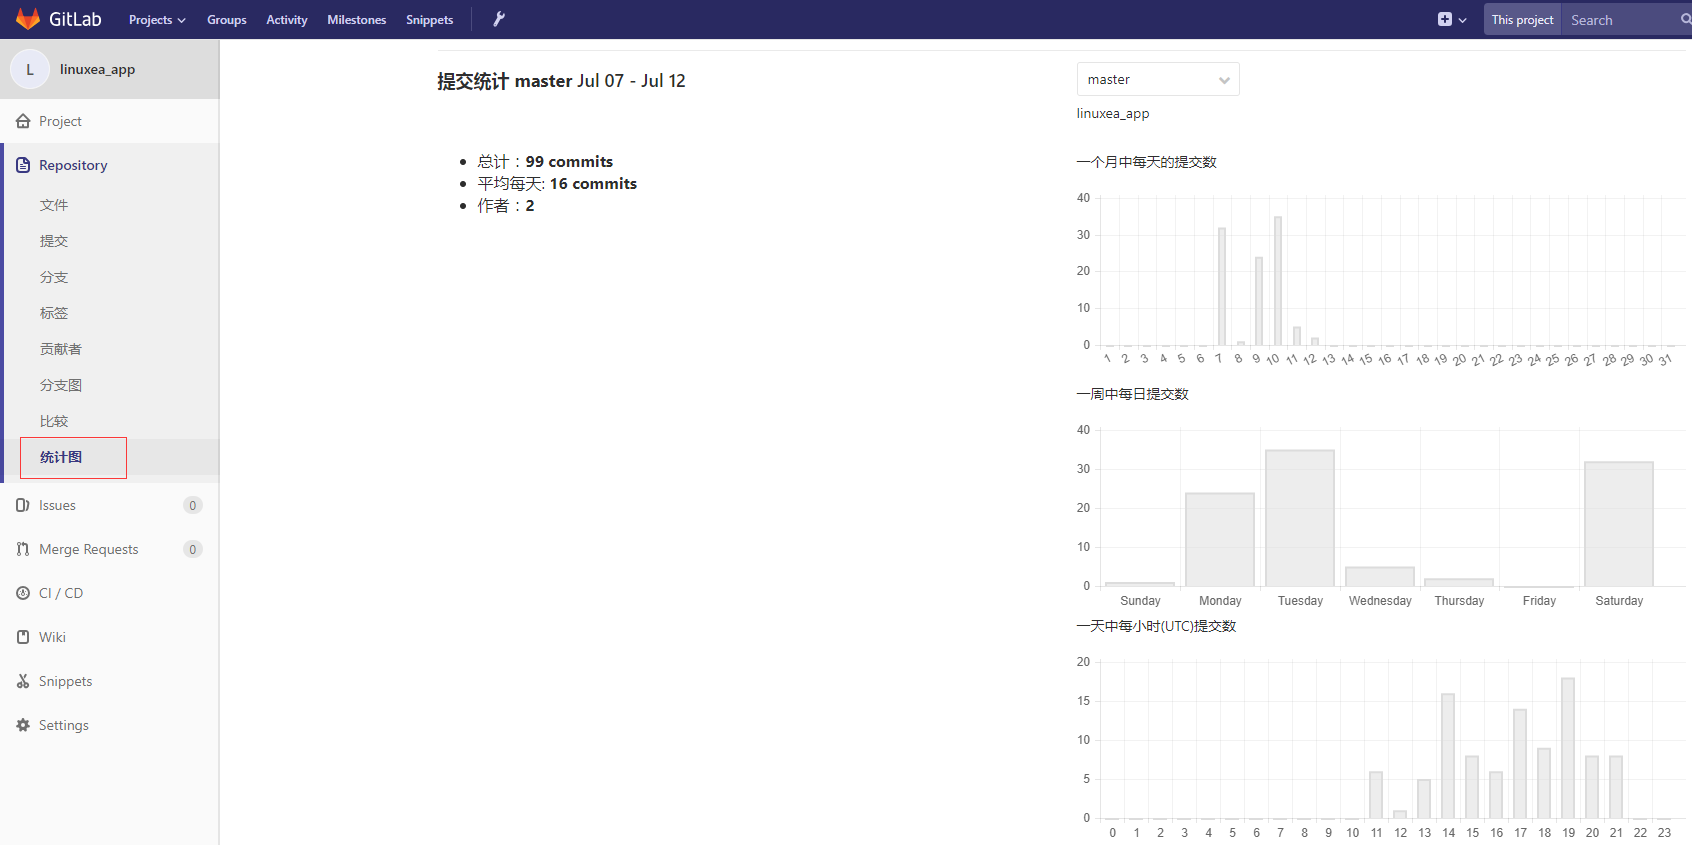 GitLab Projects Groups Activity Milestones Snippets This project Search
L linuxea_app
Project
Repository
文件
提交
分支
标签
贡献者
分支图
比较
统计图
Issues 0
Merge Requests 0
CI / CD
Wiki
Snippets
Settings
提交统计 master Jul 07 - Jul 12
总计：99 commits
平均每天: 16 commits
作者：2
master
linuxea_app
一个月中每天的提交数
40
30
20
10
0
1 2 3 4 5 6 7 8 9 10 11 12 13 14 15 16 17 18 19 20 21 22 23 24 25 26 27 28 29 30 31
一周中每日提交数
40
30
20
10
0
Sunday Monday Tuesday Wednesday Thursday Friday Saturday
一天中每小时(UTC)提交数
20
15
10
5
0
0 1 2 3 4 5 6 7 8 9 10 11 12 13 14 15 16 17 18 19 20 21 22 23